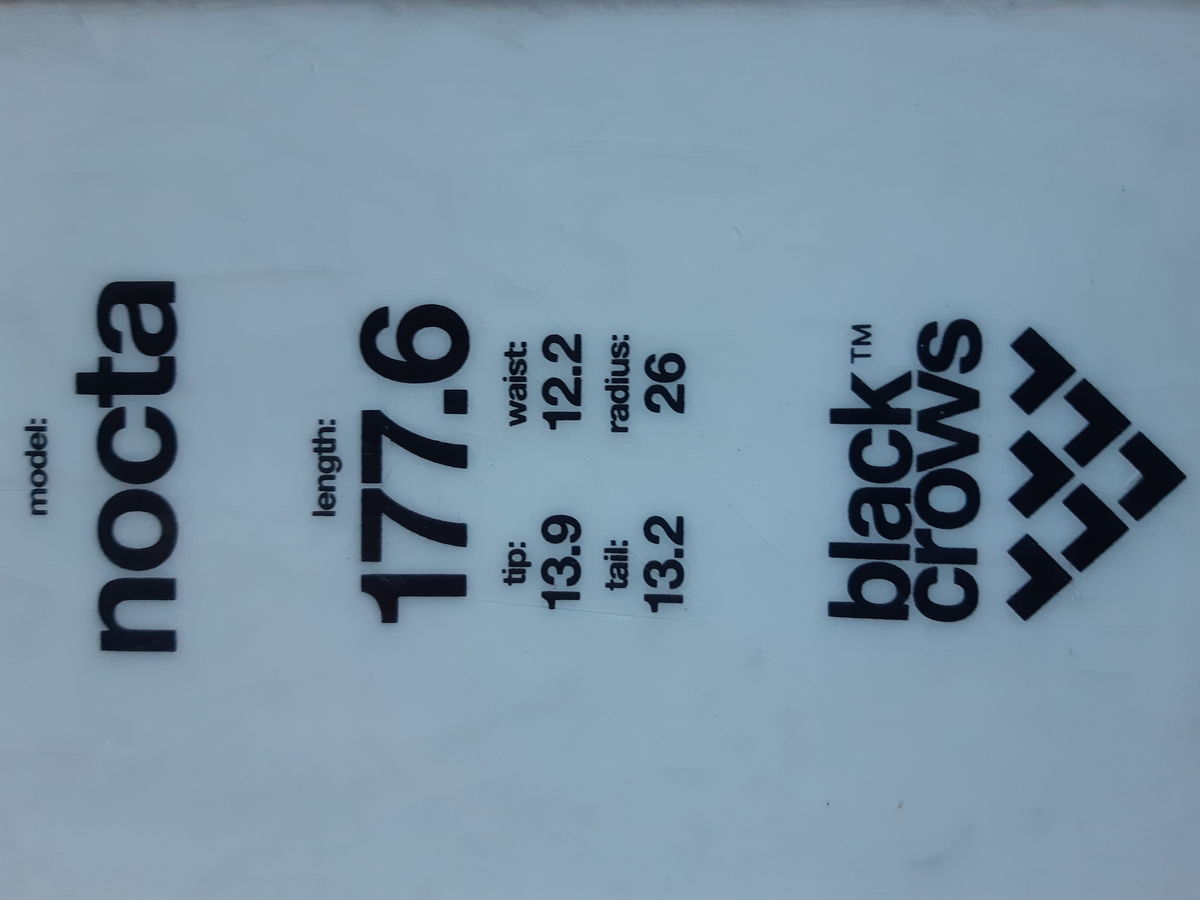 model:
nocta
length:
177.6
tip: waist:
13.9 12.2
tail: radius:
13.2 26
black™
crows